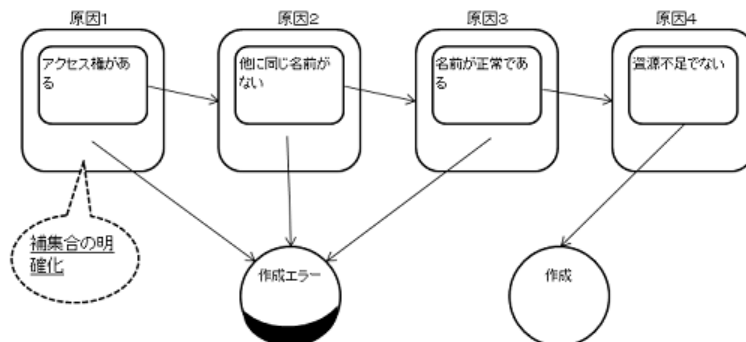 原因1
原因2
原因3
原因4
アクセス権があ
る
他に同じ名前が
ない
名前が正常であ
る
資源不足でない
補集合の明
確化
作成エラー
作成